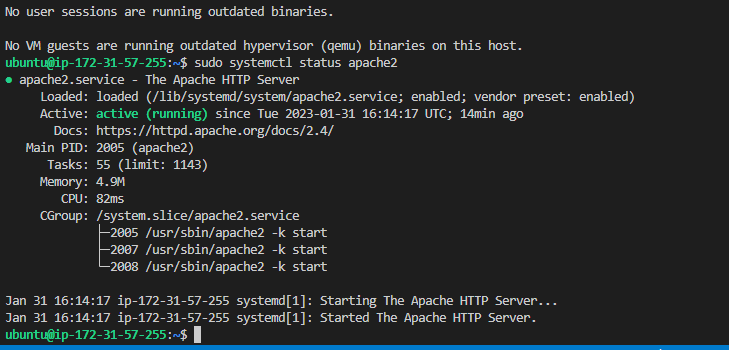 No user sessions are running outdated binaries.
No VM guests are running outdated hypervisor (qemu) binaries on this host.
ubuntu@ip-172-31-57-255:~$ sudo systemctl status apache2
● apache2.service - The Apache HTTP Server
     Loaded: loaded (/lib/systemd/system/apache2.service; enabled; vendor preset: enabled)
     Active: active (running) since Tue 2023-01-31 16:14:17 UTC; 14min ago
       Docs: https://httpd.apache.org/docs/2.4/
   Main PID: 2005 (apache2)
      Tasks: 55 (limit: 1143)
     Memory: 4.9M
        CPU: 82ms
     CGroup: /system.slice/apache2.service
             ├─2005 /usr/sbin/apache2 -k start
             ├─2007 /usr/sbin/apache2 -k start
             └─2008 /usr/sbin/apache2 -k start
Jan 31 16:14:17 ip-172-31-57-255 systemd[1]: Starting The Apache HTTP Server...
Jan 31 16:14:17 ip-172-31-57-255 systemd[1]: Started The Apache HTTP Server.
ubuntu@ip-172-31-57-255:~$